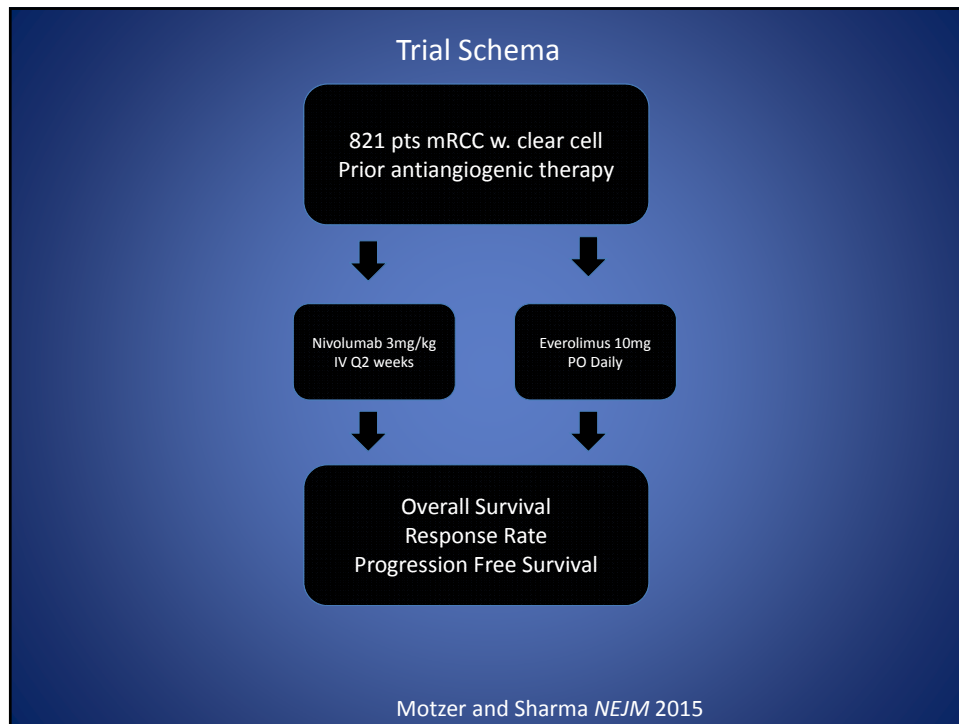 Trial Schema
821 pts mRCC w. clear cell
Prior antiangiogenic therapy
Nivolumab 3mg/kg
IV Q2 weeks
Everolimus 10mg
PO Daily
Overall Survival
Response Rate
Progression Free Survival
Motzer and Sharma NEJM 2015